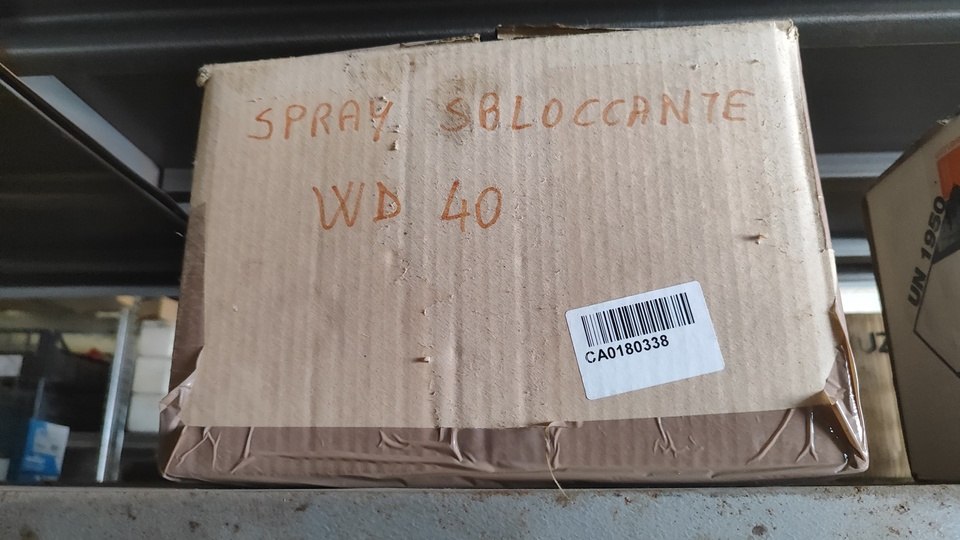 SPRAY SBLOCCANTE
WD 40
CA0180338
UN 1950